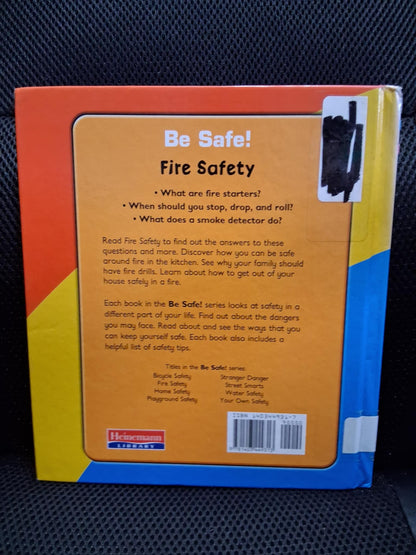 Be Safe!
Fire Safety
• What are fire starters?
• When should you stop, drop, and roll?
• What does a smoke detector do?
Read Fire Safety to find out the answers to these
questions and more. Discover how you can be safe
around fire in the kitchen. See why your family should
have fire drills. Learn about how to get out of your
house safely in a fire.
Each book in the Be Safe! series looks at safety in a
different part of your life. Find out about the dangers
you may face. Read about and see the ways that you
can keep yourself safe. Each book also includes a
helpful list of safety tips.
Titles in the Be Safe! series:
Bicycle Safety Stranger Danger
Fire Safety Street Smarts
Home Safety Water Safety
Playground Safety Your Own Safety
ISBN 1-4034-4931-7
90000
Heinemann
LIBRARY